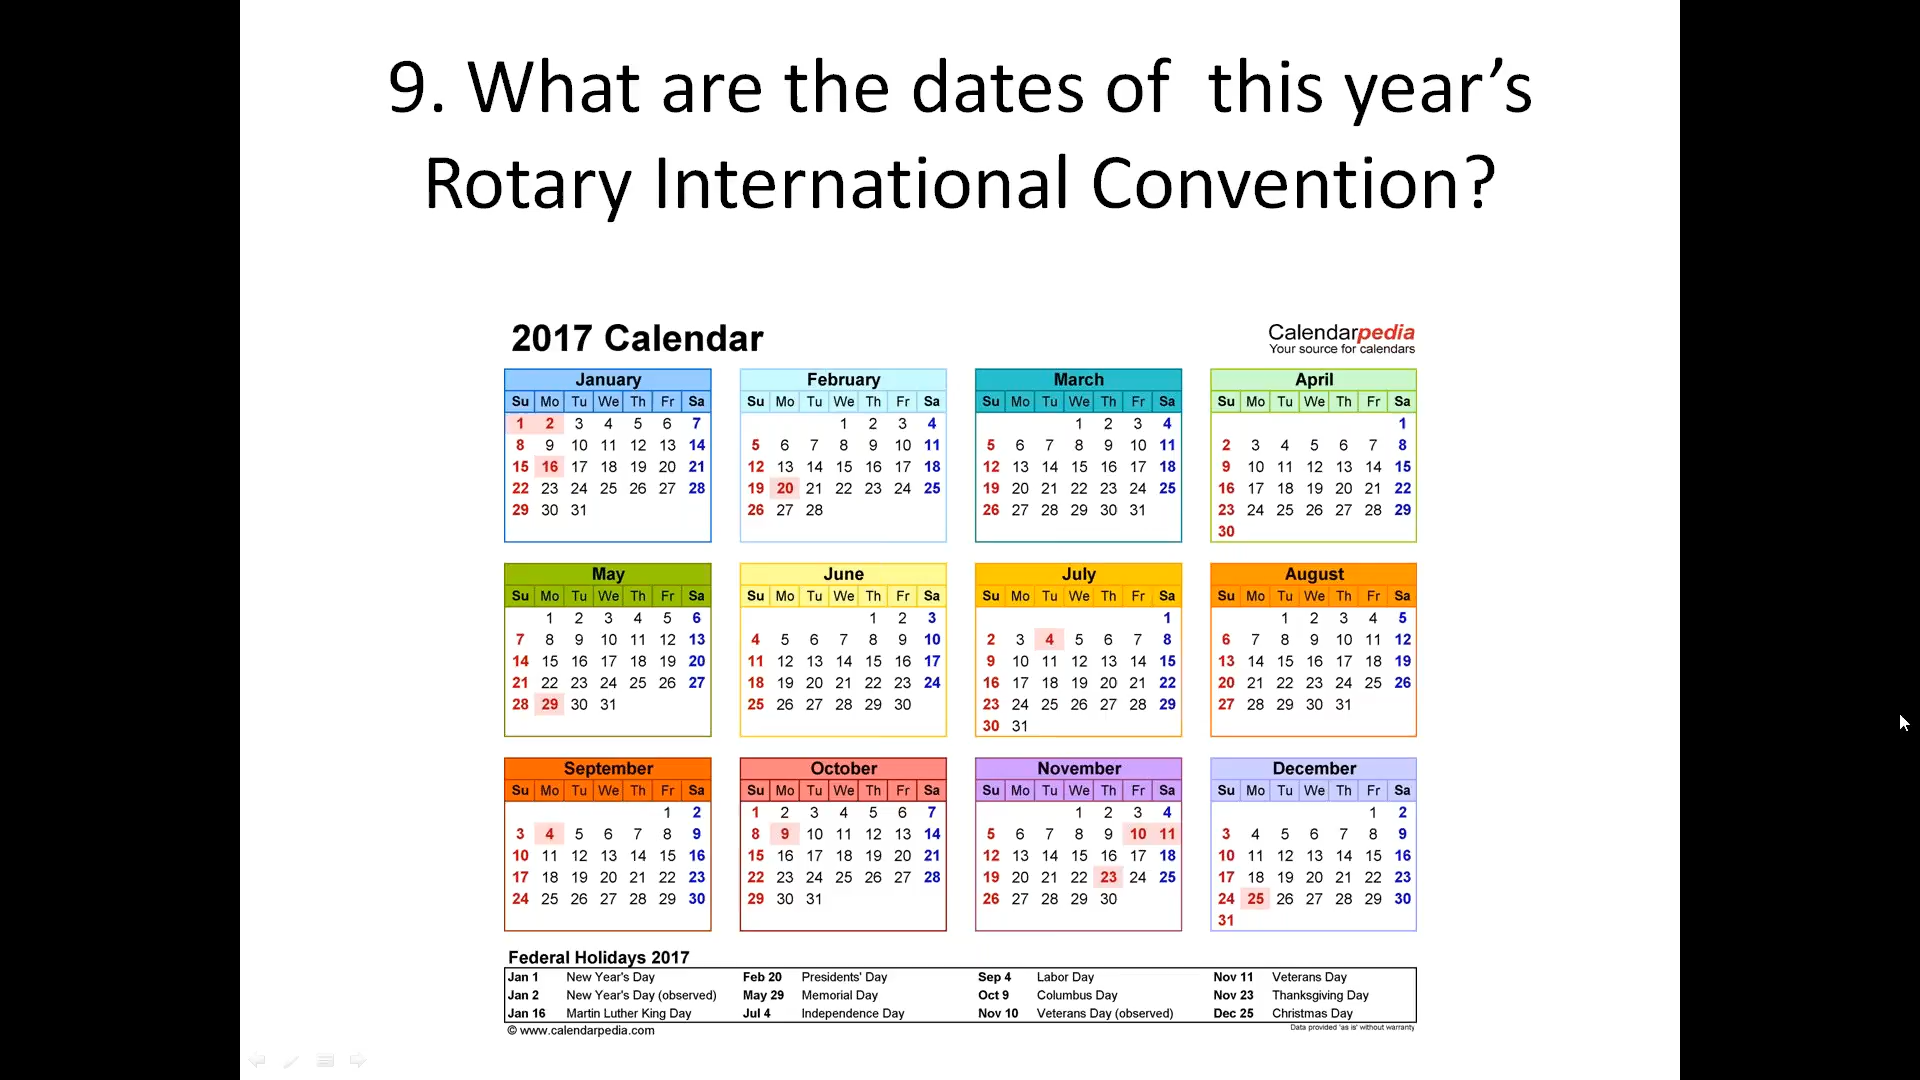 9. What are the dates of  this year’s
Rotary International Convention?
2017 Calendar
Calendarpedia
Your source for calendars
January February March April
Su Mo Tu We Th Fr Sa Su Mo Tu We Th Fr Sa Su Mo Tu We Th Fr Sa Su Mo Tu We Th Fr Sa
1 2 3 4 5 6 7 1 2 3 4 1 2 3 4 1
8 9 10 11 12 13 14 5 6 7 8 9 10 11 5 6 7 8 9 10 11 2 3 4 5 6 7 8
15 16 17 18 19 20 21 12 13 14 15 16 17 18 12 13 14 15 16 17 18 9 10 11 12 13 14 15
22 23 24 25 26 27 28 19 20 21 22 23 24 25 19 20 21 22 23 24 25 16 17 18 19 20 21 22
29 30 31 26 27 28 26 27 28 29 30 31 23 24 25 26 27 28 29
30
May June July August
Su Mo Tu We Th Fr Sa Su Mo Tu We Th Fr Sa Su Mo Tu We Th Fr Sa Su Mo Tu We Th Fr Sa
1 2 3 4 5 6 1 2 3 1 1 2 3 4 5
7 8 9 10 11 12 13 4 5 6 7 8 9 10 2 3 4 5 6 7 8 6 7 8 9 10 11 12
14 15 16 17 18 19 20 11 12 13 14 15 16 17 9 10 11 12 13 14 15 13 14 15 16 17 18 19
21 22 23 24 25 26 27 18 19 20 21 22 23 24 16 17 18 19 20 21 22 20 21 22 23 24 25 26
28 29 30 31 25 26 27 28 29 30 23 24 25 26 27 28 29 27 28 29 30 31
30 31
September October November December
Su Mo Tu We Th Fr Sa Su Mo Tu We Th Fr Sa Su Mo Tu We Th Fr Sa Su Mo Tu We Th Fr Sa
1 2 1 2 3 4 5 6 7 1 2 3 4 1 2
3 4 5 6 7 8 9 8 9 10 11 12 13 14 5 6 7 8 9 10 11 3 4 5 6 7 8 9
10 11 12 13 14 15 16 15 16 17 18 19 20 21 12 13 14 15 16 17 18 10 11 12 13 14 15 16
17 18 19 20 21 22 23 22 23 24 25 26 27 28 19 20 21 22 23 24 25 17 18 19 20 21 22 23
24 25 26 27 28 29 30 29 30 31 26 27 28 29 30 24 25 26 27 28 29 30
31
Federal Holidays 2017
Jan 1 New Year's Day Feb 20 Presidents' Day Sep 4 Labor Day Nov 11 Veterans Day
Jan 2 New Year's Day (observed) May 29 Memorial Day Oct 9 Columbus Day Nov 23 Thanksgiving Day
Jan 16 Martin Luther King Day Jul 4 Independence Day Nov 10 Veterans Day (observed) Dec 25 Christmas Day
© www.calendarpedia.com Data provided 'as is' without warranty